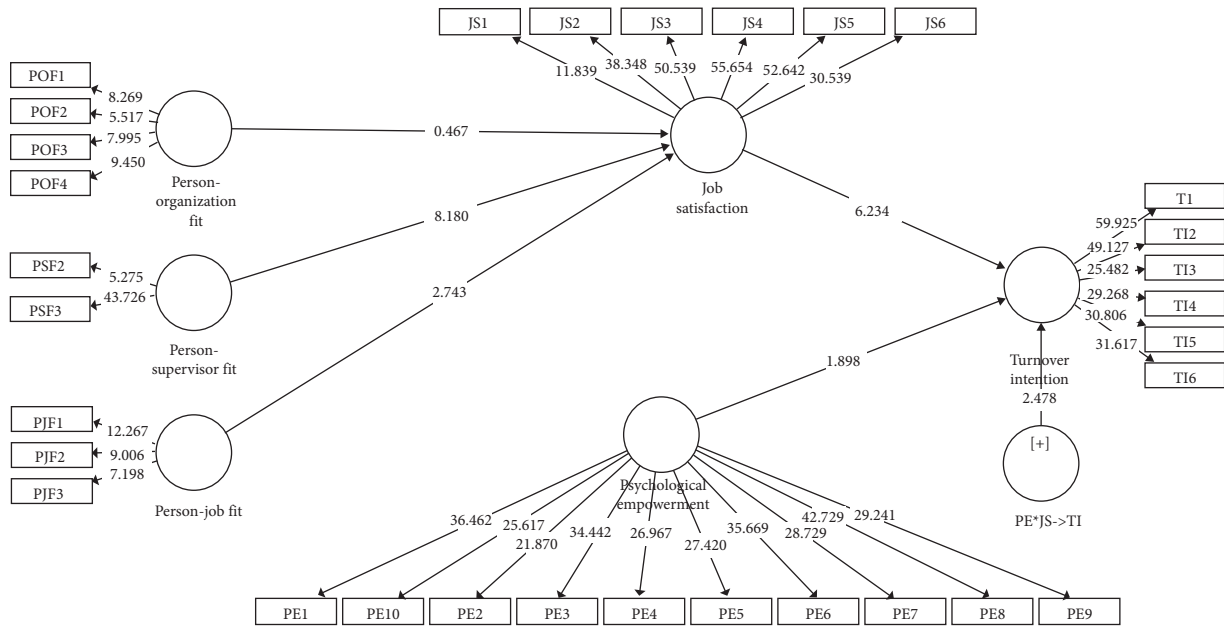 JS1
JS2
JS3
JS4
JS5
JS6
11.839
38.348
50.539
55.654
52.642
30.539
POF1
POF2
POF3
POF4
8.269
5.517
7.995
9.450
Person-
organization
fit
0.467
Job
satisfaction
PSF2
PSF3
5.275
43.726
Person-
supervisor fit
8.180
PJF1
PJF2
PJF3
12.267
9.006
7.198
Person-job fit
2.743
6.234
1.898
T1
TI2
TI3
TI4
TI5
TI6
59.925
49.127
25.482
29.268
30.806
31.617
Turnover
intention
2.478
[+]
PE*JS->TI
Psychological
empowerment
36.462
25.617
21.870
34.442
26.967
27.420
35.669
28.729
42.729
29.241
PE1
PE10
PE2
PE3
PE4
PE5
PE6
PE7
PE8
PE9